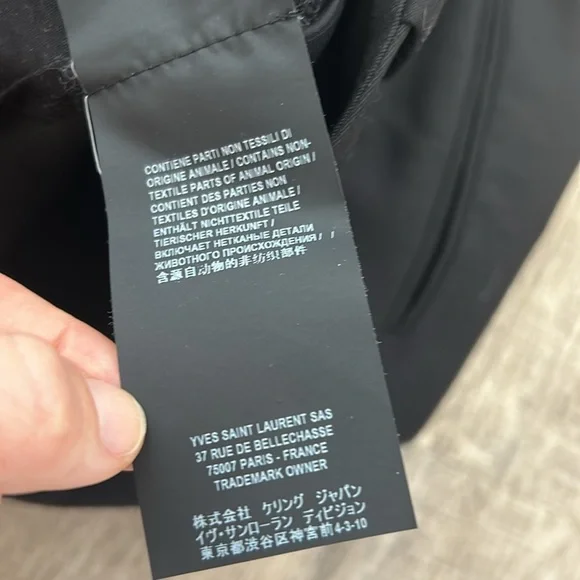 CONTIENE PARTI NON TESSILI DI
ORIGINE ANIMALE / CONTAINS NON-
TEXTILE PARTS OF ANIMAL ORIGIN /
CONTIENT DES PARTIES NON
TEXTILES D'ORIGINE ANIMALE /
ENTHÄLT NICHTTEXTILE TEILE
TIERISCHER HERKUNFT /
ВКЛЮЧАЕТ НЕТКАНЫЕ ДЕТАЛИ
ЖИВОТНОГО ПРОИСХОЖДЕНИЯ / /
含源自动物的非纺织部件
YVES SAINT LAURENT SAS
37 RUE DE BELLECHASSE
75007 PARIS - FRANCE
TRADEMARK OWNER
株式会社 ケリング ジャパン
イヴ・サンローラン ディビジョン
東京都渋谷区神宮前4-3-10